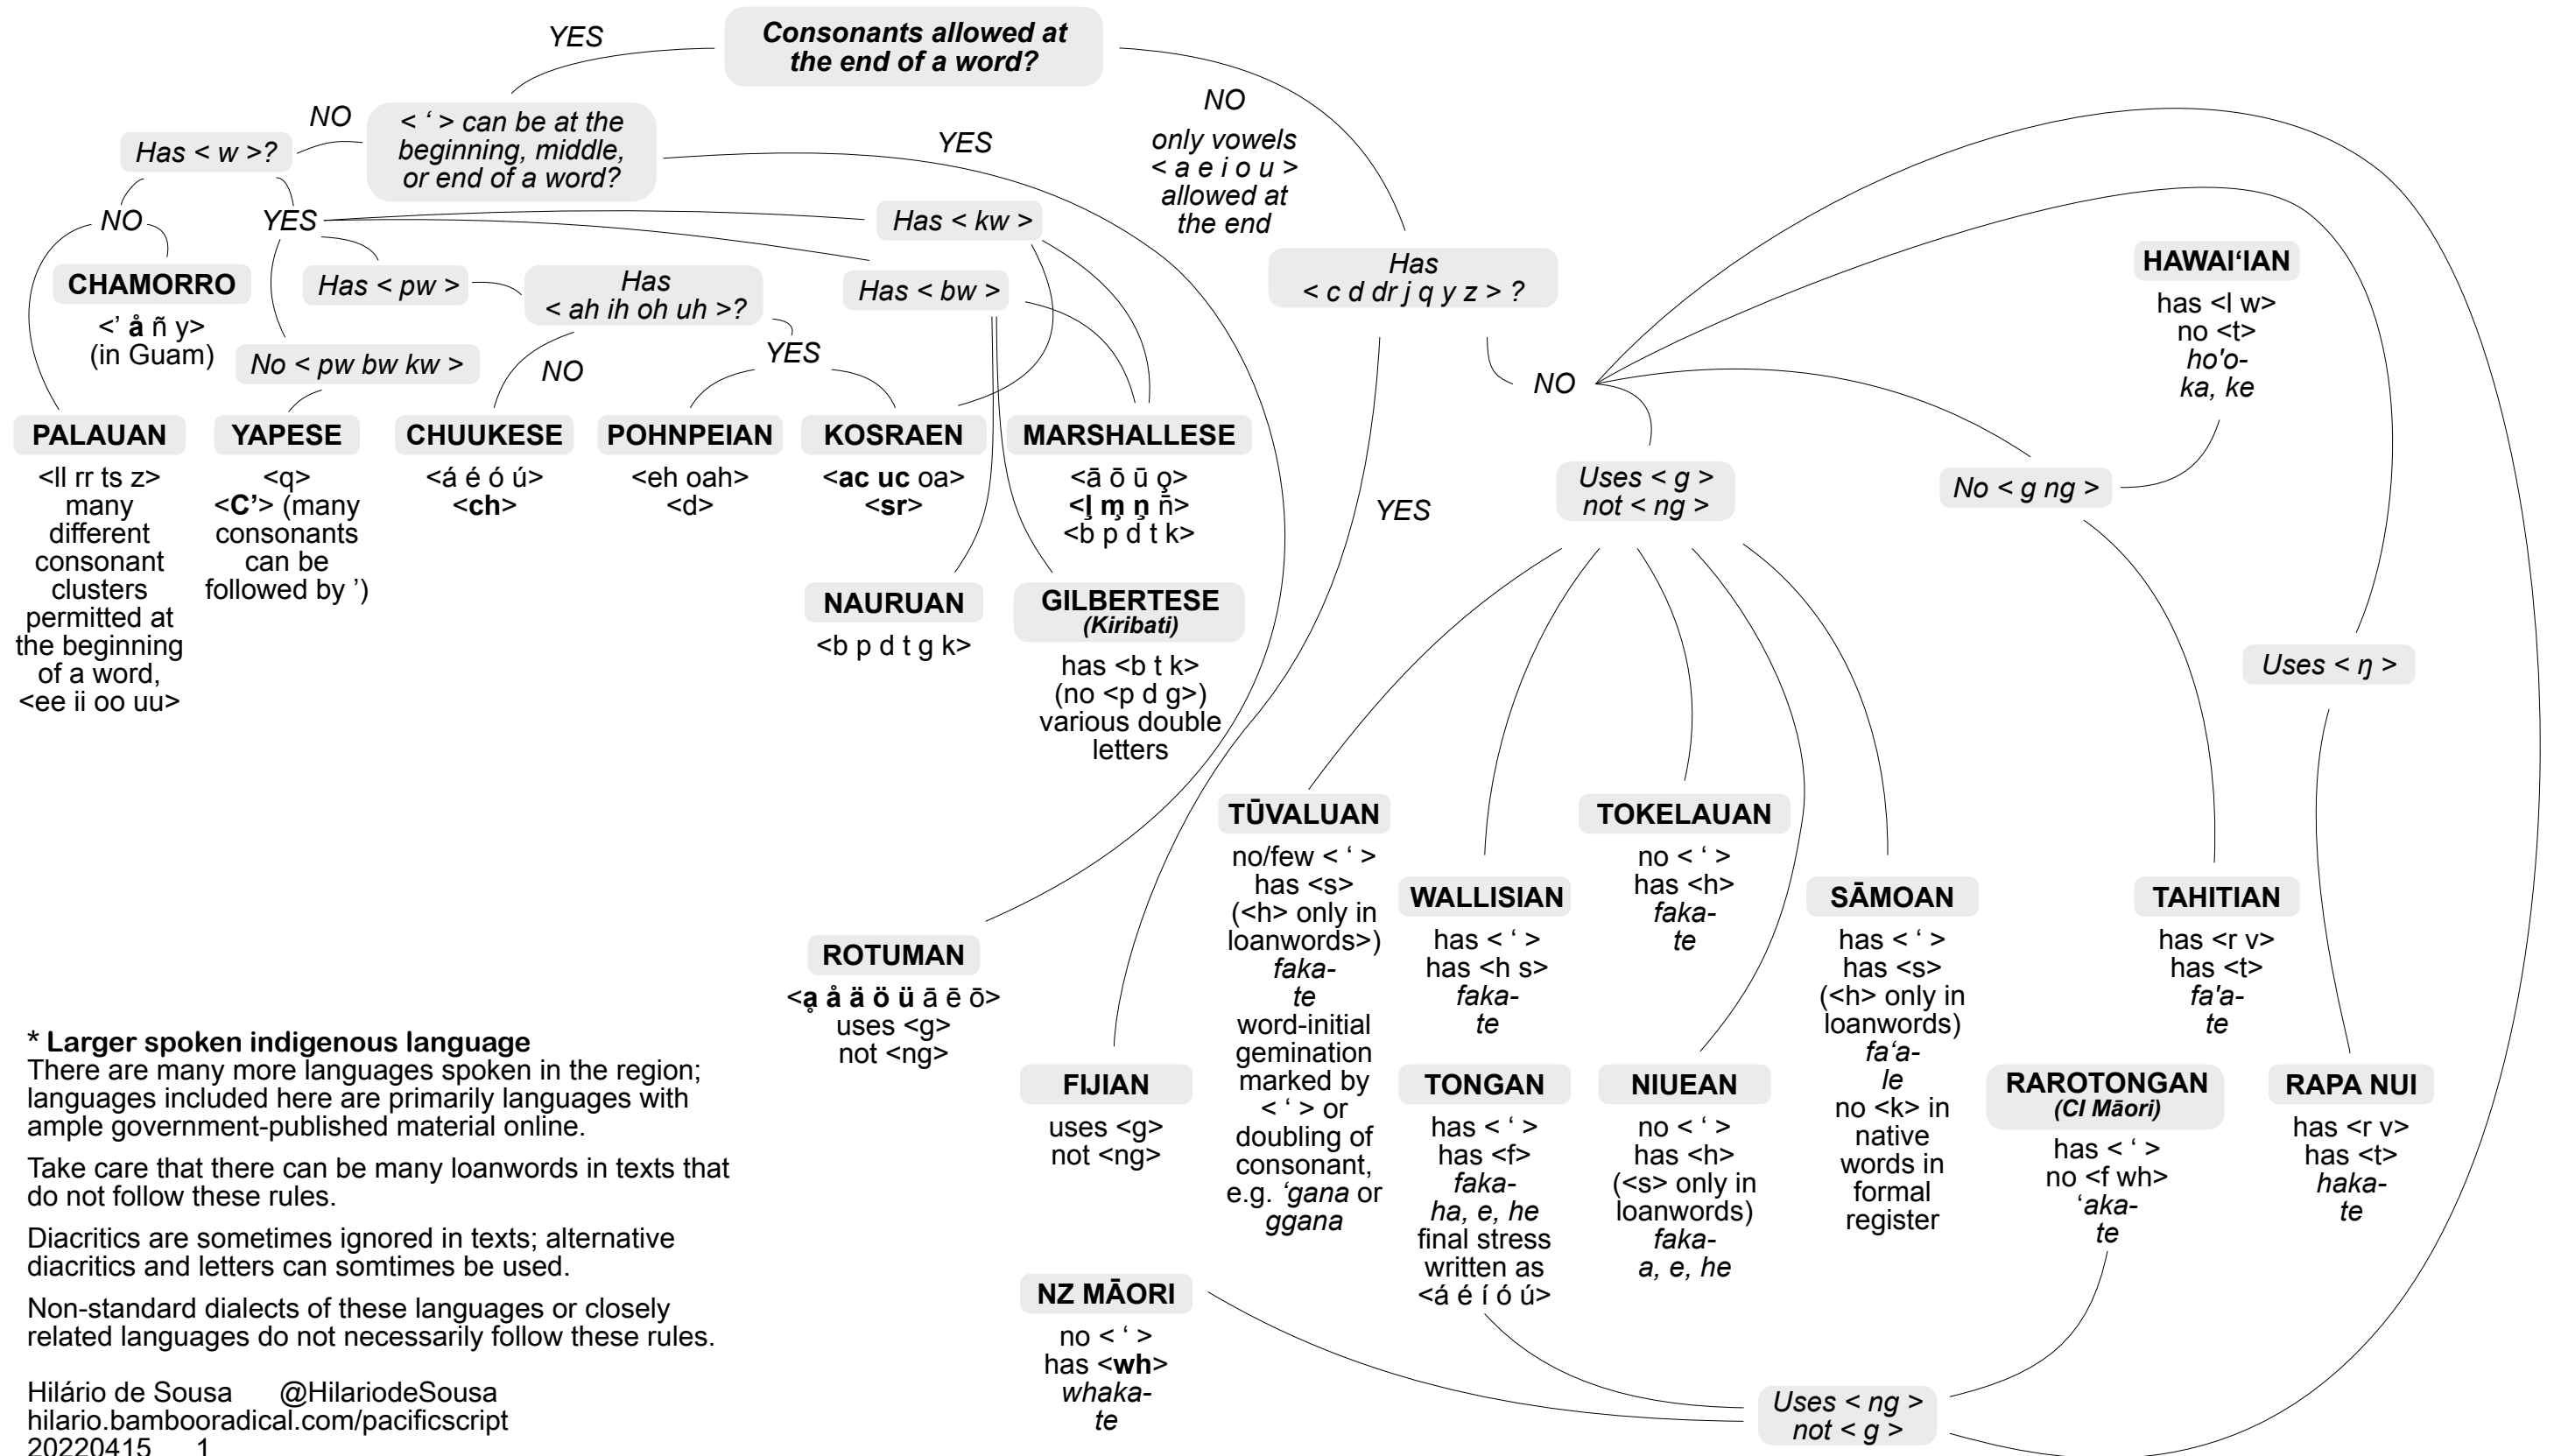 Consonants allowed at
the end of a word?
YES
NO
only vowels
< a e i o u >
allowed at
the end
< ‘ > can be at the
beginning, middle,
or end of a word?
NO
YES
Has < w >?
NO
YES
CHAMORRO
<’ å ñ y>
(in Guam)
Has < pw >
Has
< ah ih oh uh >?
NO
YES
Has < kw >
Has < bw >
No < pw bw kw >
PALAUAN
<ll rr ts z>
many
different
consonant
clusters
permitted at
the beginning
of a word,
<ee ii oo uu>
YAPESE
<q>
<C’> (many
consonants
can be
followed by ’)
CHUUKESE
<á é ó ú>
<ch>
POHNPEIAN
<eh oah>
<d>
KOSRAEN
<ac uc oa>
<sr>
MARSHALLESE
<ā ō ū o̧>
<ļ m̧ ņ n̄>
<b p d t k>
NAURUAN
<b p d t g k>
GILBERTESE
(Kiribati)
has <b t k>
(no <p d g>)
various double
letters
ROTUMAN
<ḁ å ä ö ü ā ē ō>
uses <g>
not <ng>
Has
< c d dr j q y z > ?
YES
NO
FIJIAN
uses <g>
not <ng>
Uses < g >
not < ng >
No < g ng >
HAWAI‘IAN
has <l w>
no <t>
ho'o-
ka, ke
Uses < ŋ >
TŪVALUAN
no/few < ‘ >
has <s>
(<h> only in
loanwords>)
faka-
te
word-initial
gemination
marked by
< ‘ > or
doubling of
consonant,
e.g. ‘gana or
ggana
WALLISIAN
has < ‘ >
has <h s>
faka-
te
TOKELAUAN
no < ‘ >
has <h>
faka-
te
SĀMOAN
has < ‘ >
has <s>
(<h> only in
loanwords)
fa‘a-
le
no <k> in
native
words in
formal
register
TAHITIAN
has <r v>
has <t>
fa'a-
te
TONGAN
has < ‘ >
has <f>
faka-
ha, e, he
final stress
written as
<á é í ó ú>
NIUEAN
no < ‘ >
has <h>
(<s> only in
loanwords)
faka-
a, e, he
RAROTONGAN
(CI Māori)
has < ‘ >
no <f wh>
‘aka-
te
RAPA NUI
has <r v>
has <t>
haka-
te
NZ MĀORI
no < ‘ >
has <wh>
whaka-
te
Uses < ng >
not < g >
* Larger spoken indigenous language
There are many more languages spoken in the region;
languages included here are primarily languages with
ample government-published material online.
Take care that there can be many loanwords in texts that
do not follow these rules.
Diacritics are sometimes ignored in texts; alternative
diacritics and letters can somtimes be used.
Non-standard dialects of these languages or closely
related languages do not necessarily follow these rules.
Hilário de Sousa @HilariodeSousa
hilario.bambooradical.com/pacificscript
20220415 1